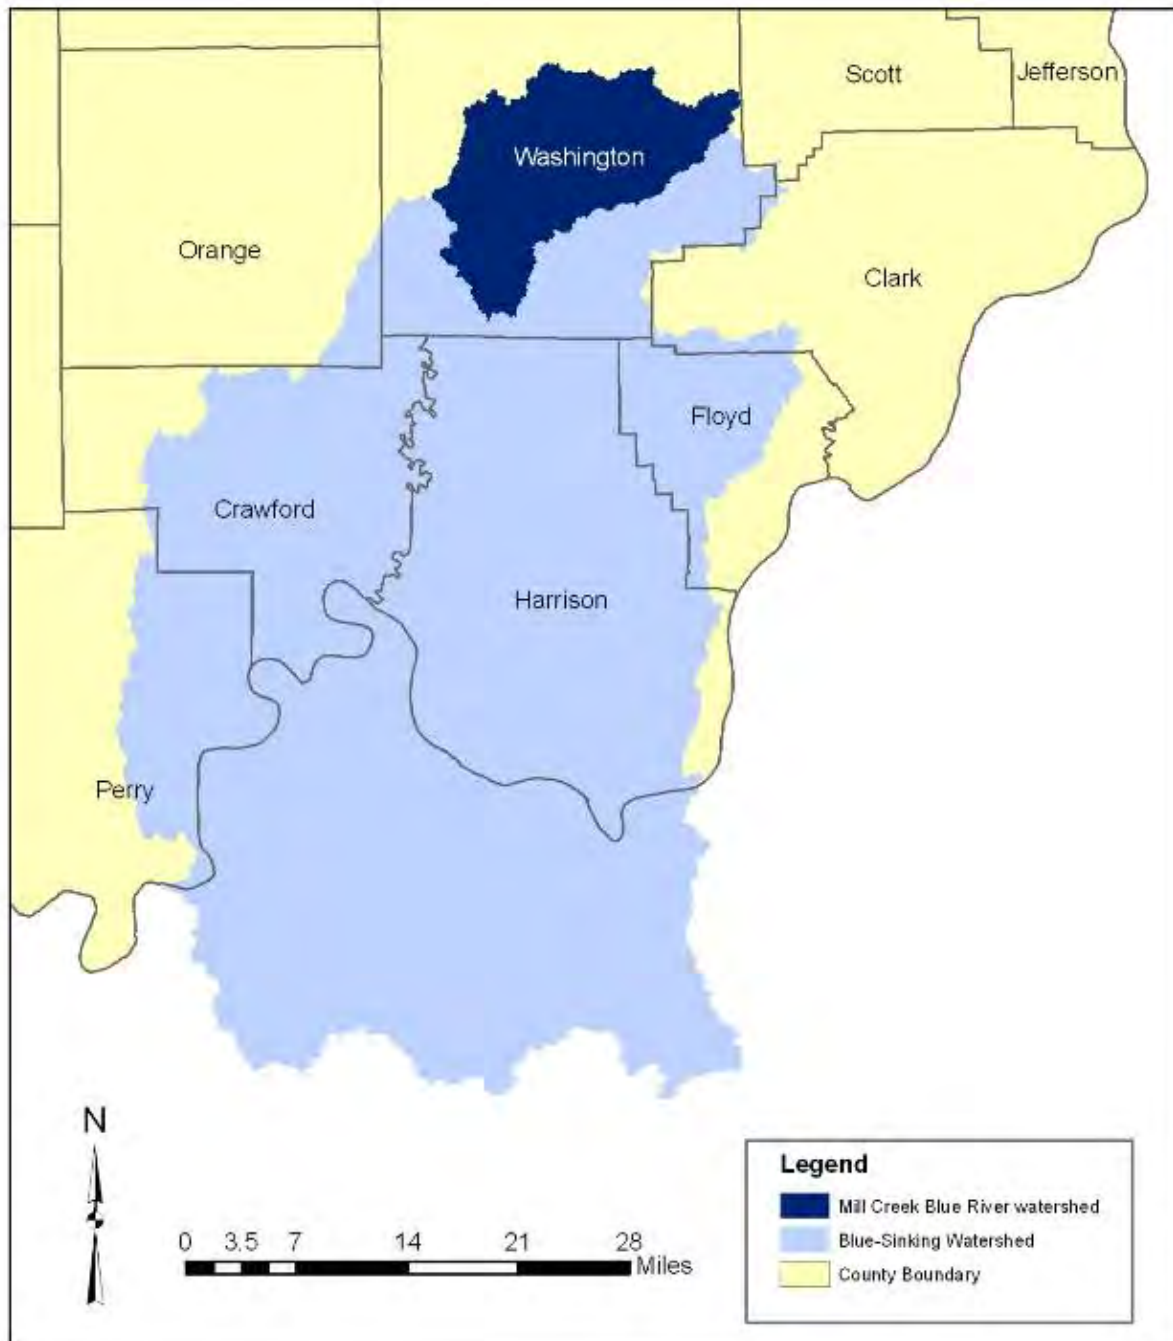 Scott
Jefferson
Washington
Orange
Clark
Floyd
Crawford
Harrison
Perry
N
0 3.5 7 14 21 28
Miles
Legend
Mill Creek Blue River watershed
Blue-Sinking Watershed
County Boundary